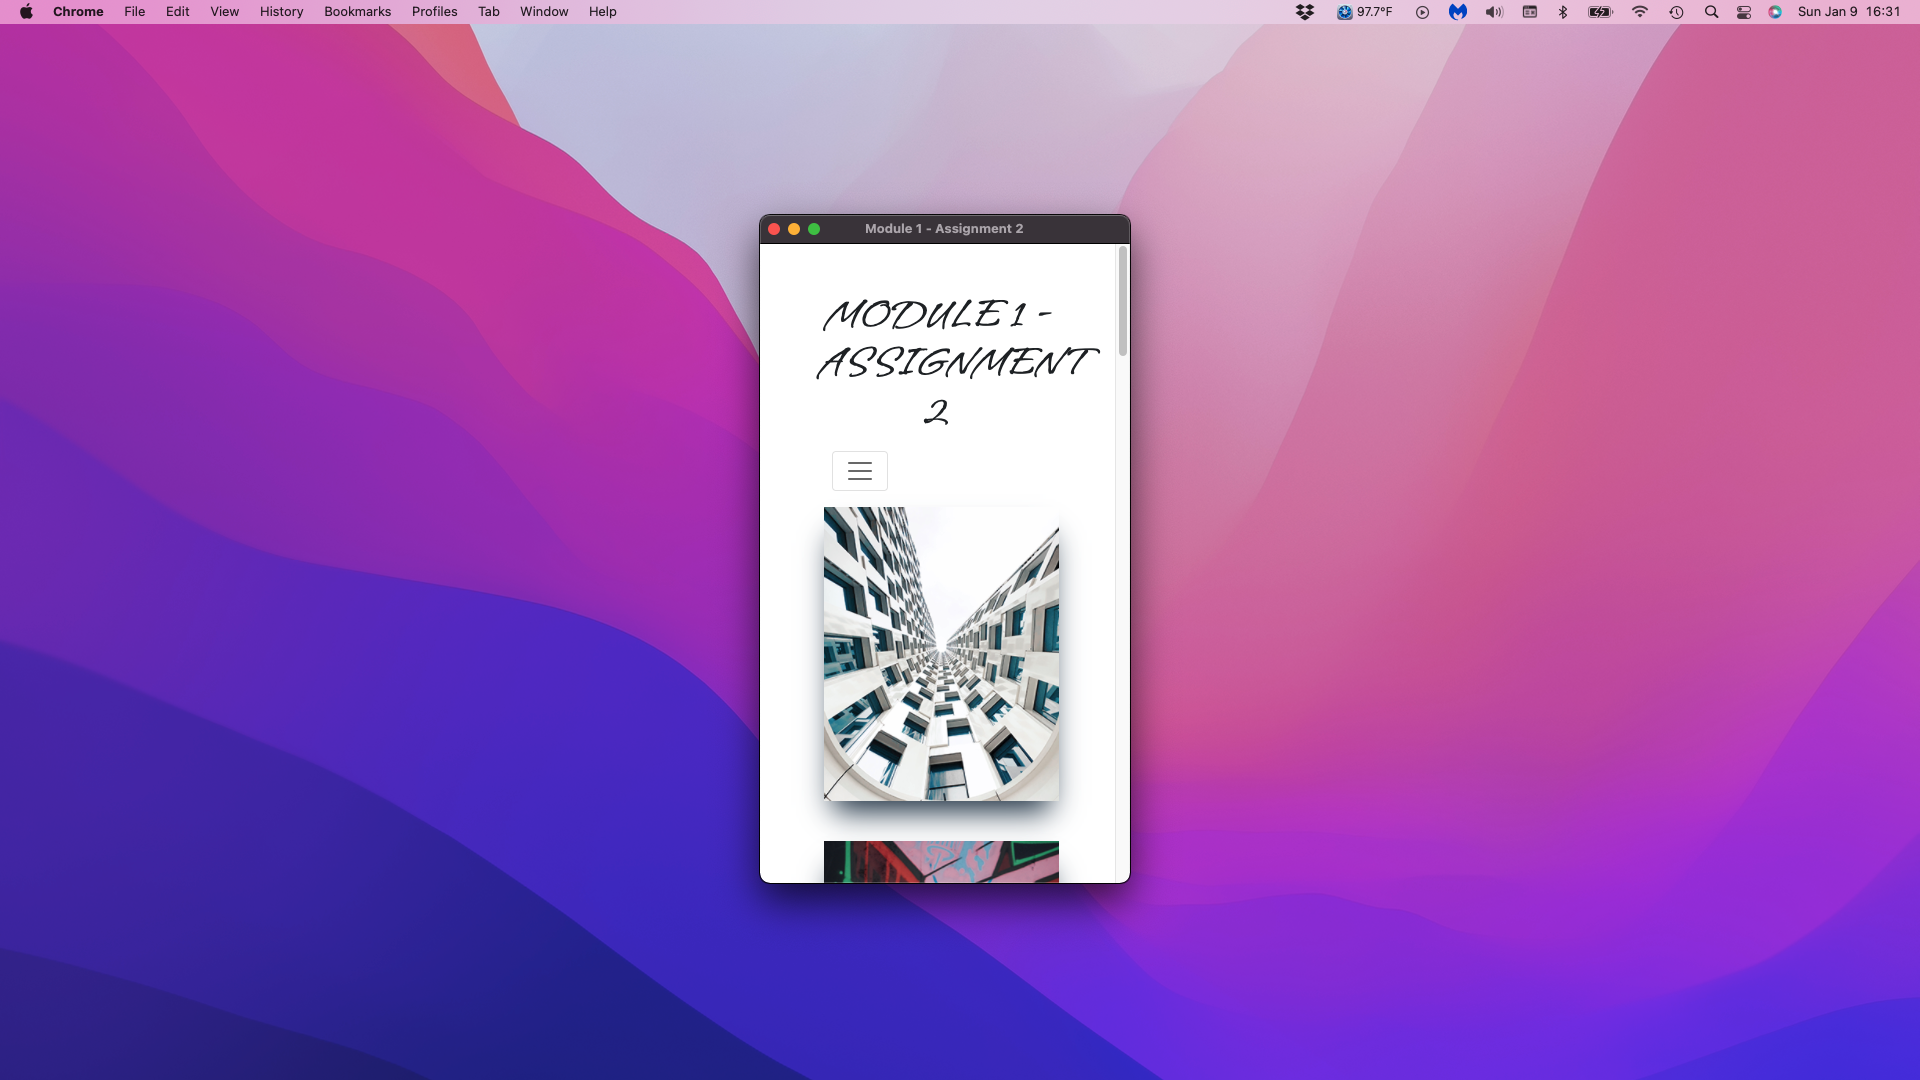 Chrome File Edit View History Bookmarks Profiles Tab Window Help 97.7°F Sun Jan 9 16:31
Module 1 - Assignment 2
MODULE 1 -
ASSIGNMENT
2